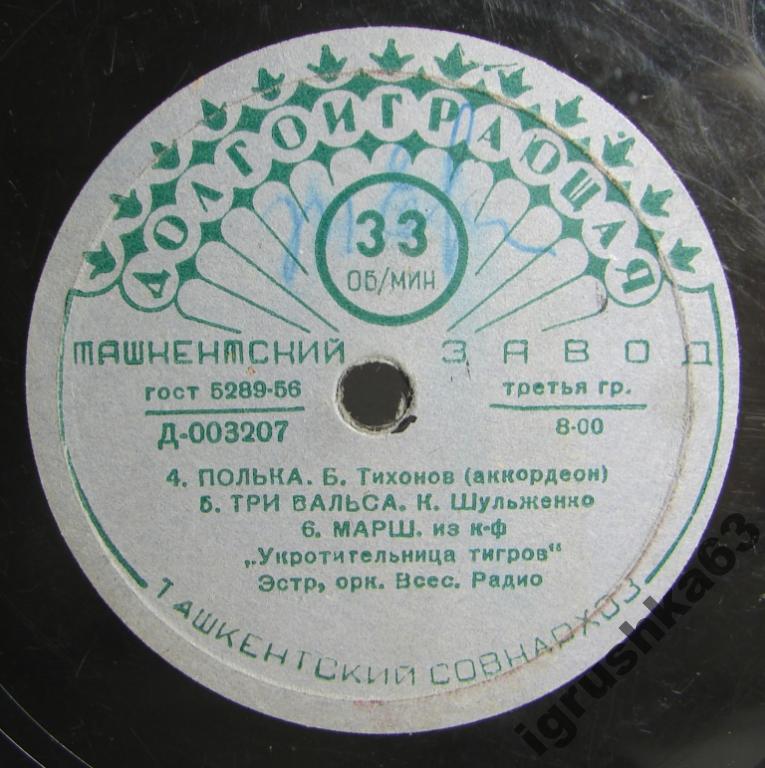 ДОЛГОИГРАЮЩАЯ
33
ОБ/МИН
ТАШКЕНТСКИЙ ЗАВОД
ГОСТ 5289-56 третья гр.
Д-003207 8-00
4. ПОЛЬКА. Б. Тихонов (аккордеон)
5. ТРИ ВАЛЬСА. К. Шульженко
6. МАРШ. из к-ф
„Укротительница тигров“
Эстр, орк. Всес. Радио
ТАШКЕНТСКИЙ СОВНАРХОЗ
igrushka63